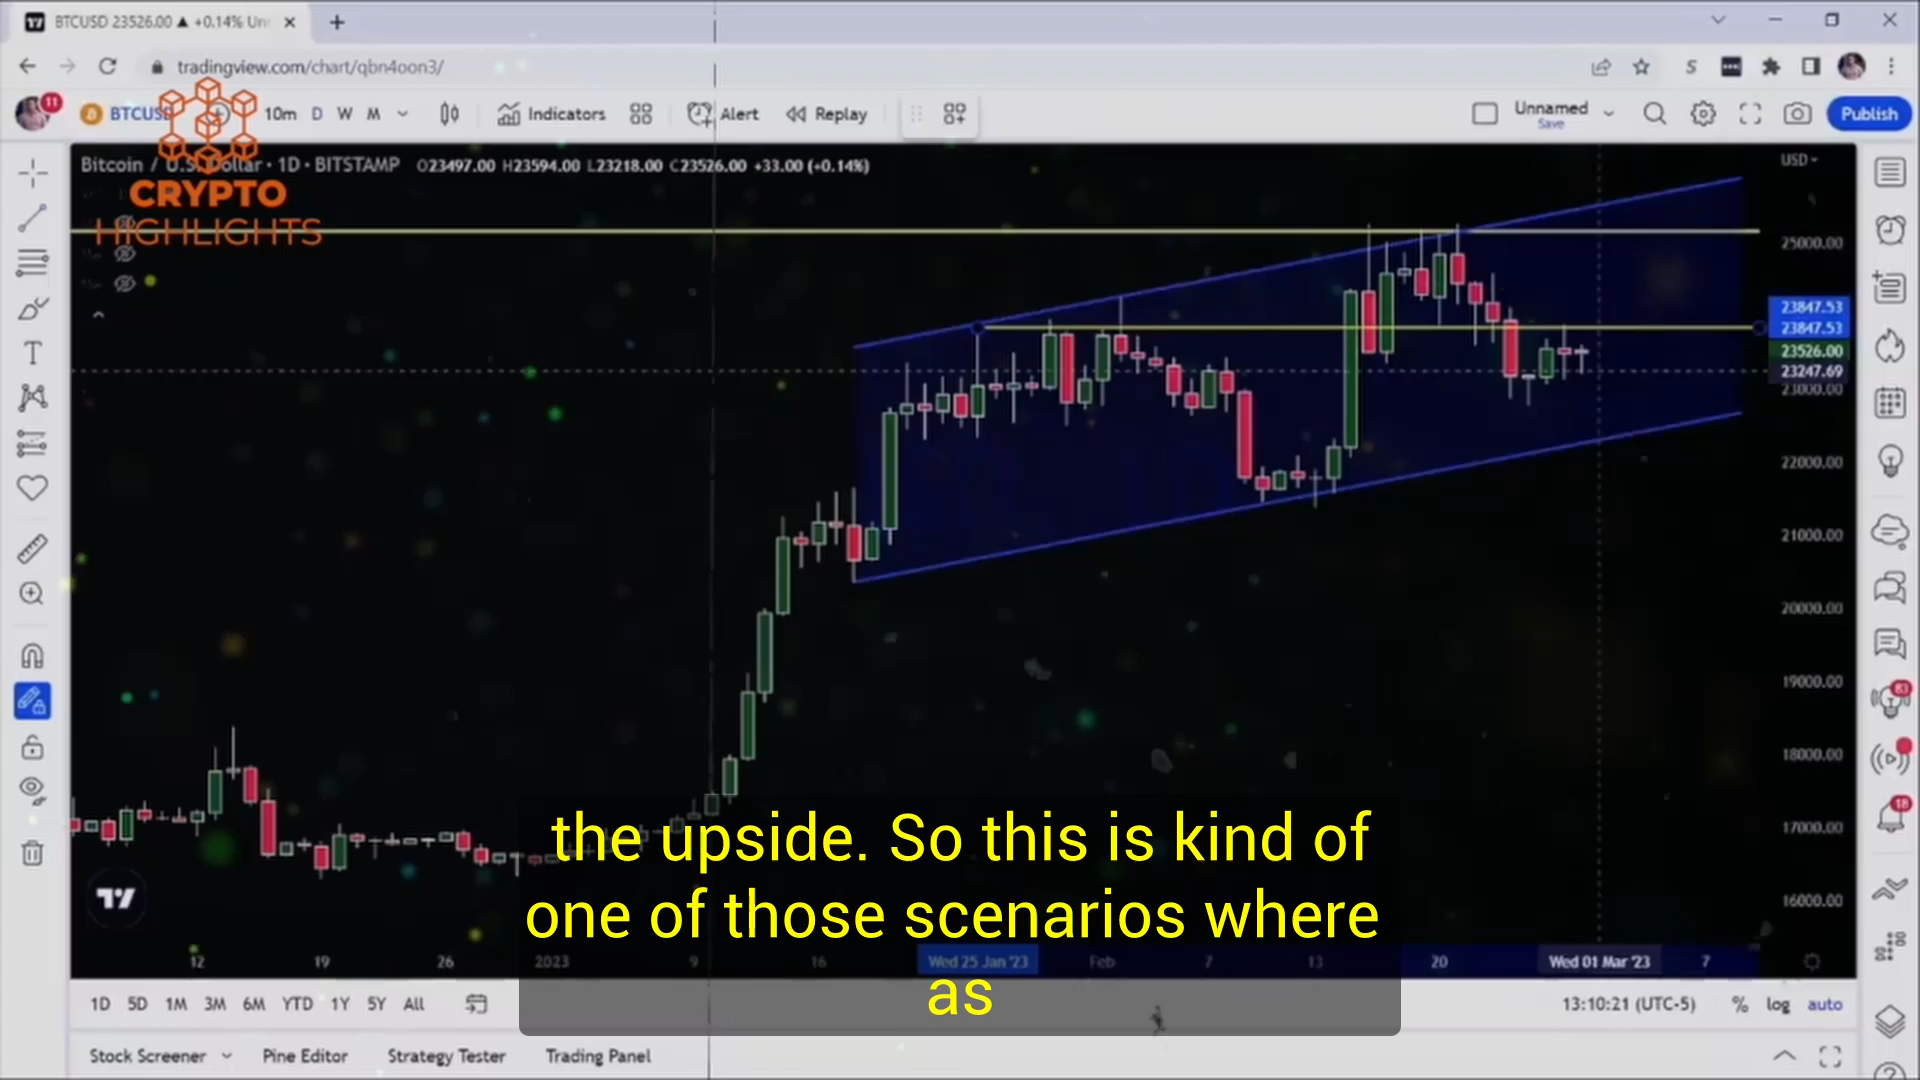 BTCUSD 23526.00 ▲ +0.14% Un
tradingview.com/chart/qbn4oon3/
11
BTCUSD
10m D W M
Indicators
Alert
Replay
Unnamed
Save
Publish
Bitcoin / U.S. Dollar · 1D · BITSTAMP O23497.00 H23594.00 L23218.00 C23526.00 +33.00 (+0.14%)
USD
CRYPTO
HIGHLIGHTS
25000.00
23847.53
23847.53
23526.00
23247.69
23000.00
22000.00
21000.00
20000.00
19000.00
18000.00
17000.00
16000.00
83
18
the upside. So this is kind of
one of those scenarios where
as
12 19 26 2023 9 16 Wed 25 Jan '23 Feb 7 13 20 Wed 01 Mar '23 7
1D 5D 1M 3M 6M YTD 1Y 5Y All
13:10:21 (UTC-5) % log auto
Stock Screener Pine Editor Strategy Tester Trading Panel